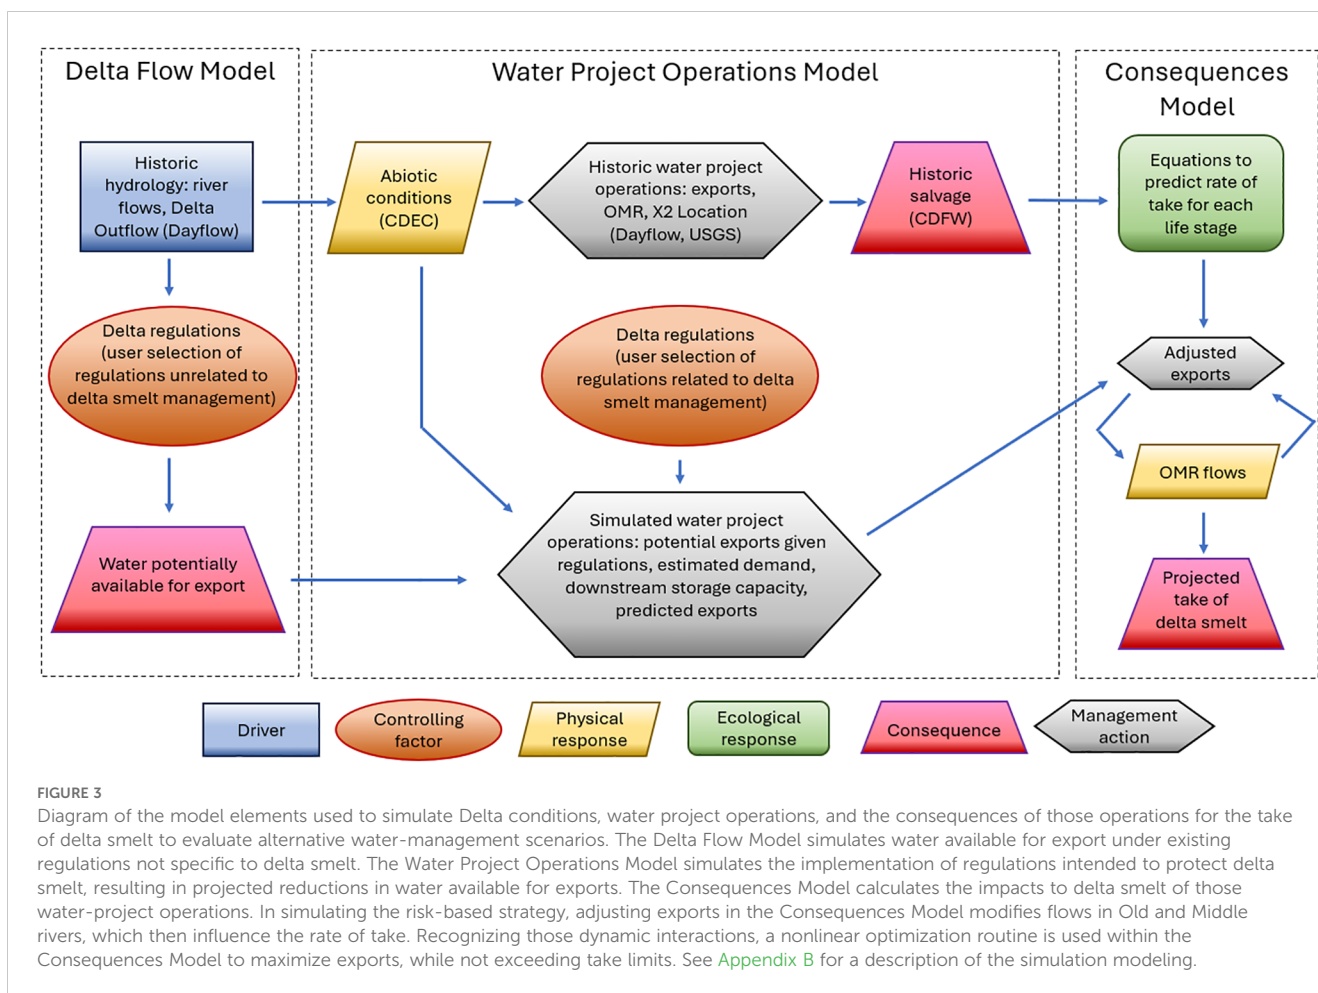 Delta Flow Model
Water Project Operations Model
Consequences
Model
Historic
hydrology: river
flows, Delta
Outflow (Dayflow)
Abiotic
conditions
(CDEC)
Historic water project
operations: exports,
OMR, X2 Location
(Dayflow, USGS)
Historic
salvage
(CDFW)
Equations to
predict rate of
take for each
life stage
Delta regulations
(user selection of
regulations unrelated to
delta smelt management)
Delta regulations
(user selection of
regulations related to delta
smelt management)
Adjusted
exports
OMR flows
Water potentially
available for export
Simulated water project
operations: potential exports given
regulations, estimated demand,
downstream storage capacity,
predicted exports
Projected
take of
delta smelt
Driver
Controlling
factor
Physical
response
Ecological
response
Consequence
Management
action
FIGURE 3
Diagram of the model elements used to simulate Delta conditions, water project operations, and the consequences of those operations for the take
of delta smelt to evaluate alternative water-management scenarios. The Delta Flow Model simulates water available for export under existing
regulations not specific to delta smelt. The Water Project Operations Model simulates the implementation of regulations intended to protect delta
smelt, resulting in projected reductions in water available for exports. The Consequences Model calculates the impacts to delta smelt of those
water-project operations. In simulating the risk-based strategy, adjusting exports in the Consequences Model modifies flows in Old and Middle
rivers, which then influence the rate of take. Recognizing those dynamic interactions, a nonlinear optimization routine is used within the
Consequences Model to maximize exports, while not exceeding take limits. See Appendix B for a description of the simulation modeling.